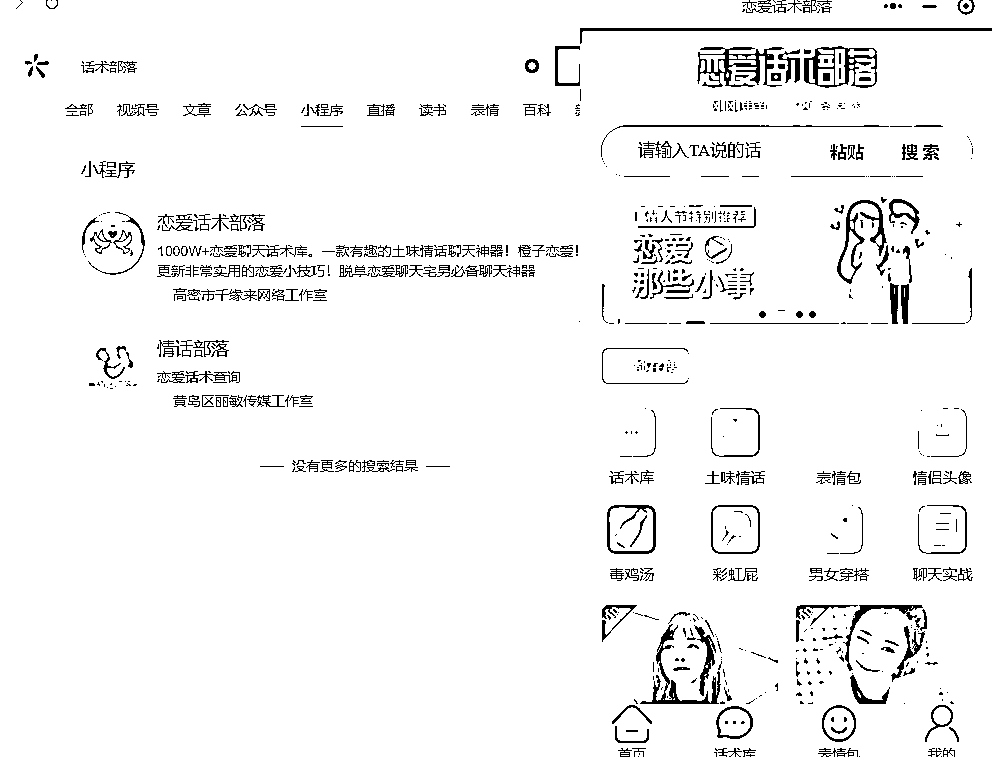 恋爱话术部落
话术部落
全部 视频号 文章 公众号 小程序 直播 读书 表情 百科
小程序
恋爱话术部落
1000W+恋爱聊天话术库。一款有趣的土味情话聊天神器！橙子恋爱！
更新非常实用的恋爱小技巧！脱单恋爱聊天宅男必备聊天神器
高密市千缘来网络工作室
情话部落
恋爱话术查询
黄岛区丽敏传媒工作室
没有更多的搜索结果
恋爱话术部落
请输入TA说的话 粘贴 搜索
情人节特别推荐
恋爱
那些小事
话术库 土味情话 表情包 情侣头像
毒鸡汤 彩虹屁 男女穿搭 聊天实战
首页 话术库 表情包 我的